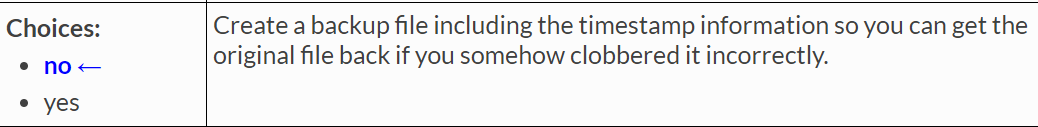 Choices:
no ←
yes
Create a backup file including the timestamp information so you can get the
original file back if you somehow clobbered it incorrectly.